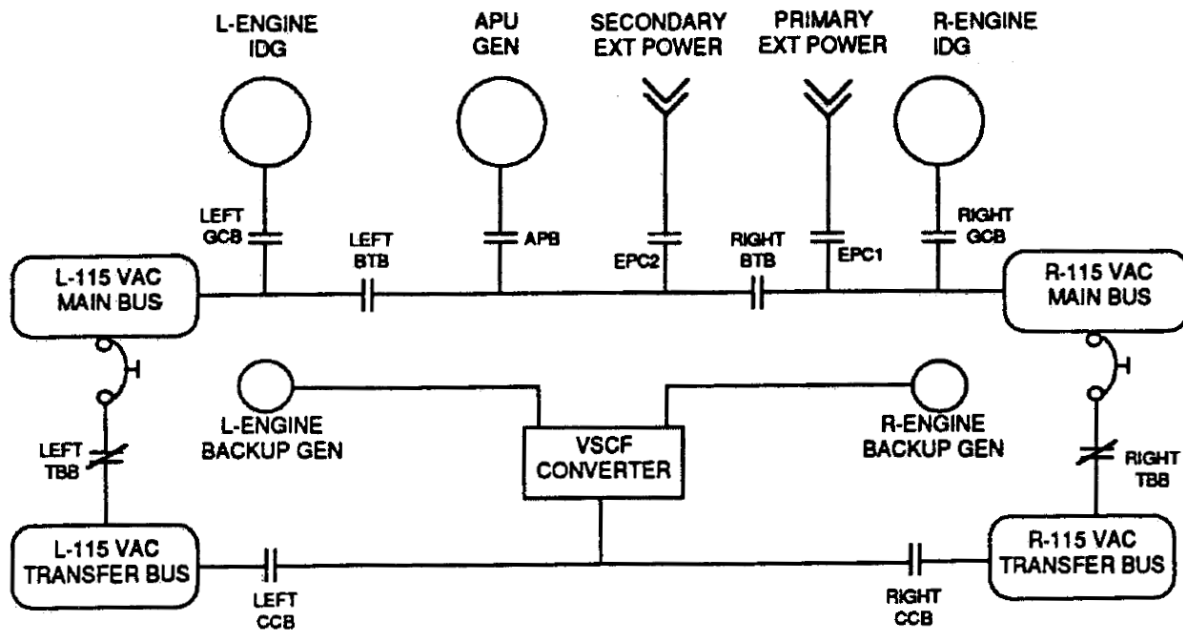 L-ENGINE
IDG
APU
GEN
SECONDARY
EXT POWER
PRIMARY
EXT POWER
R-ENGINE
IDG
LEFT
GCB
LEFT
BTB
APB
EPC2
RIGHT
BTB
EPC1
RIGHT
GCB
L-115 VAC
MAIN BUS
R-115 VAC
MAIN BUS
L-ENGINE
BACKUP GEN
VSCF
CONVERTER
R-ENGINE
BACKUP GEN
LEFT
TBB
RIGHT
TBB
L-115 VAC
TRANSFER BUS
R-115 VAC
TRANSFER BUS
LEFT
CCB
RIGHT
CCB